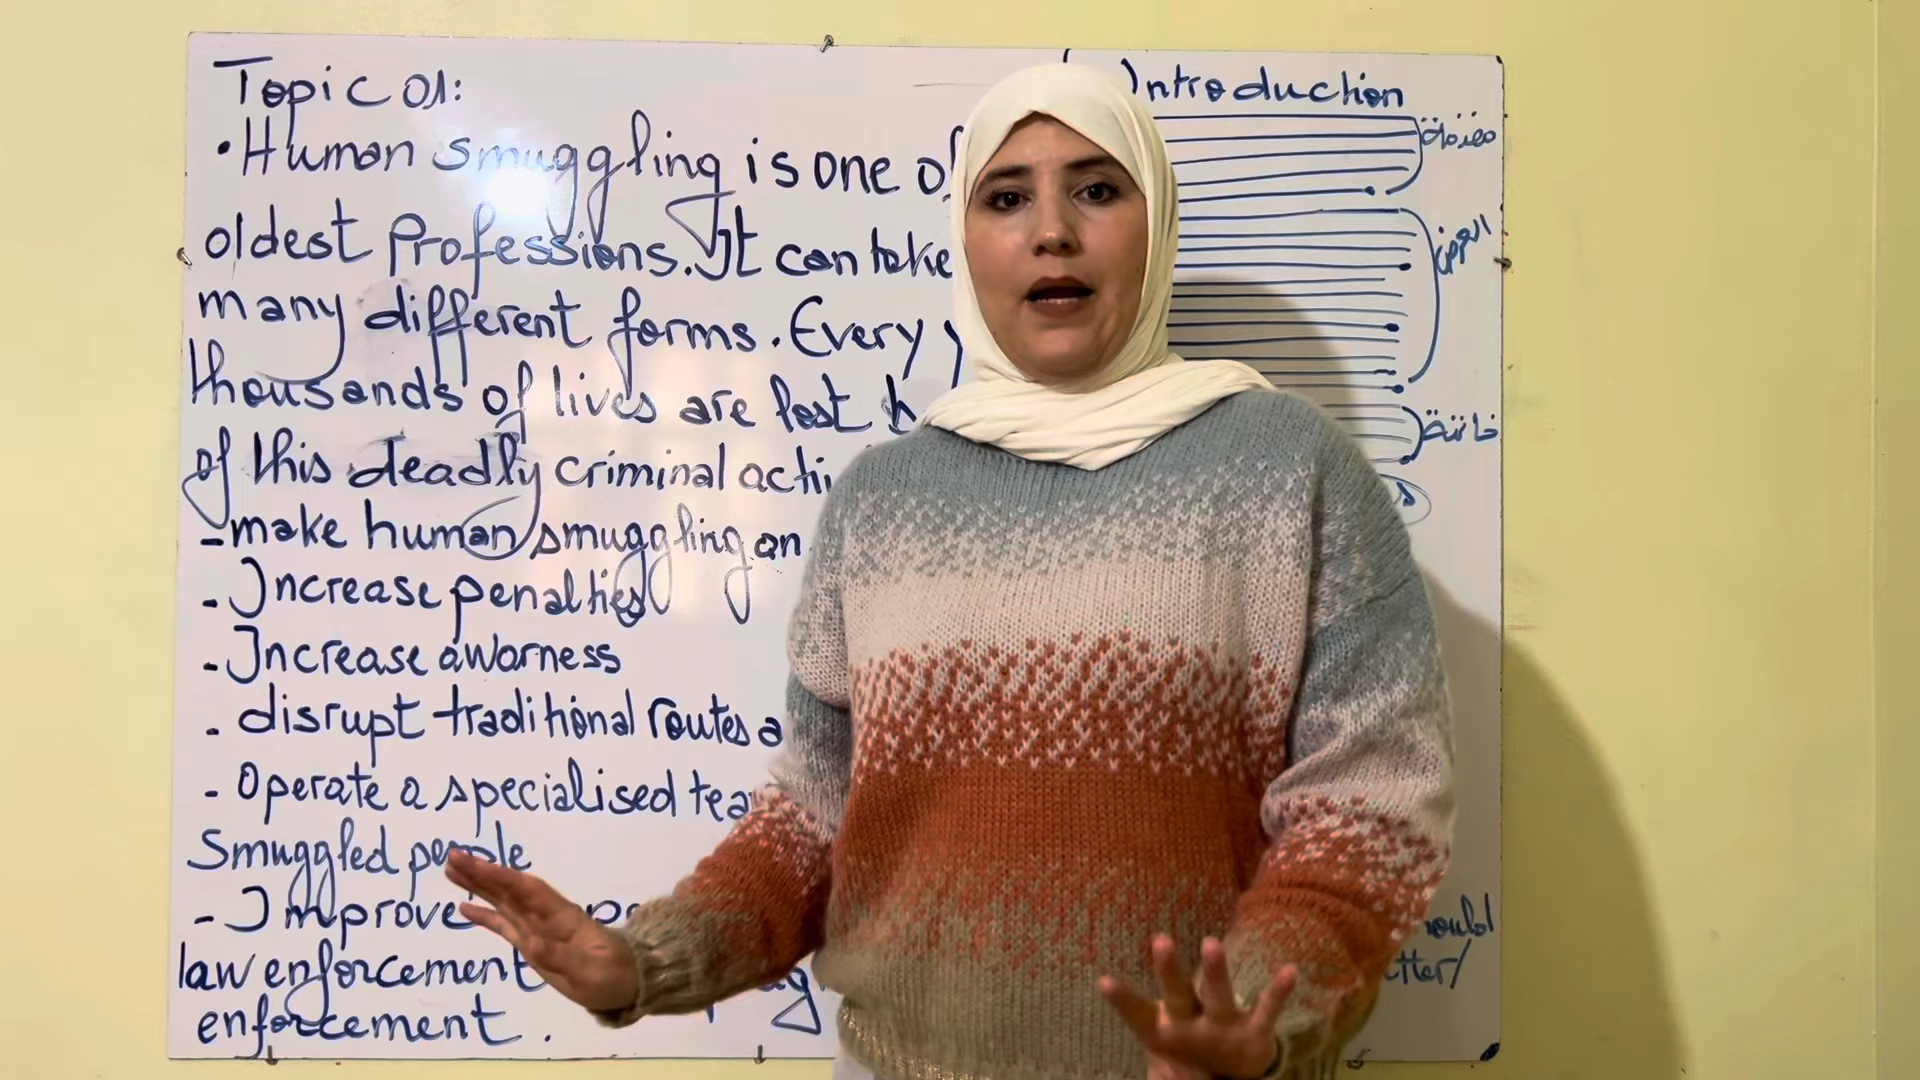 Topic 01:
• Human smuggling is one of
oldest Professions. It can take
many different forms. Every
thousands of lives are lost
of this deadly criminal acti
- make human smuggling an
- Increase penalties
- Increase awarness
- disrupt traditional routes a
- Operate a specialised tea
Smuggled people
- Improve
law enforcement
enforcement.
Introduction
مقدمة
العرض
خاتمة